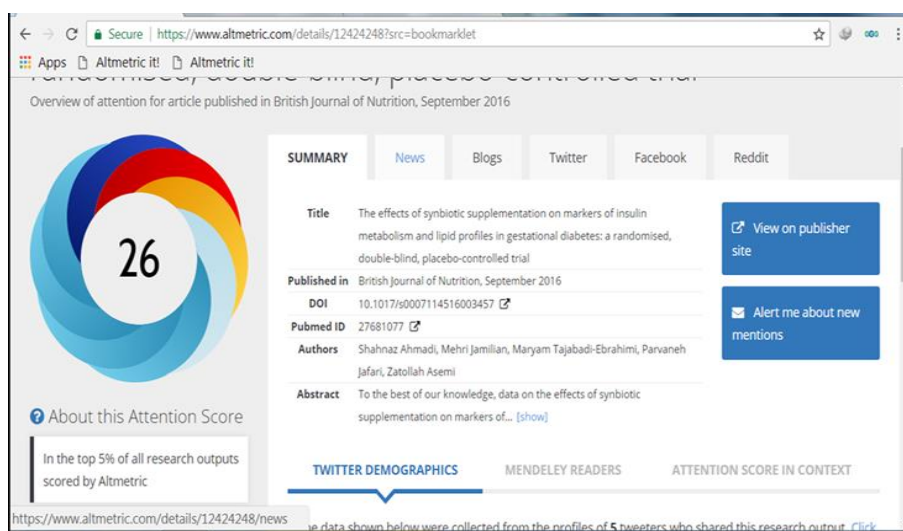 Secure | https://www.altmetric.com/details/12424248?src=bookmarklet
Apps Altmetric it! Altmetric it!
randomised, double-blind, placebo-controlled trial
Overview of attention for article published in British Journal of Nutrition, September 2016
SUMMARY News Blogs Twitter Facebook Reddit
26
Title The effects of synbiotic supplementation on markers of insulin
metabolism and lipid profiles in gestational diabetes: a randomised,
double-blind, placebo-controlled trial
Published in British Journal of Nutrition, September 2016
DOI 10.1017/s0007114516003457
Pubmed ID 27681077
Authors Shahnaz Ahmadi, Mehri Jamilian, Maryam Tajabadi-Ebrahimi, Parvaneh
Jafari, Zatollah Asemi
Abstract To the best of our knowledge, data on the effects of synbiotic
supplementation on markers of... [show]
View on publisher
site
Alert me about new
mentions
? About this Attention Score
In the top 5% of all research outputs
scored by Altmetric
TWITTER DEMOGRAPHICS MENDELEY READERS ATTENTION SCORE IN CONTEXT
https://www.altmetric.com/details/12424248/news
data shown below were collected from the profiles of 5 tweeters who shared this research output. Click